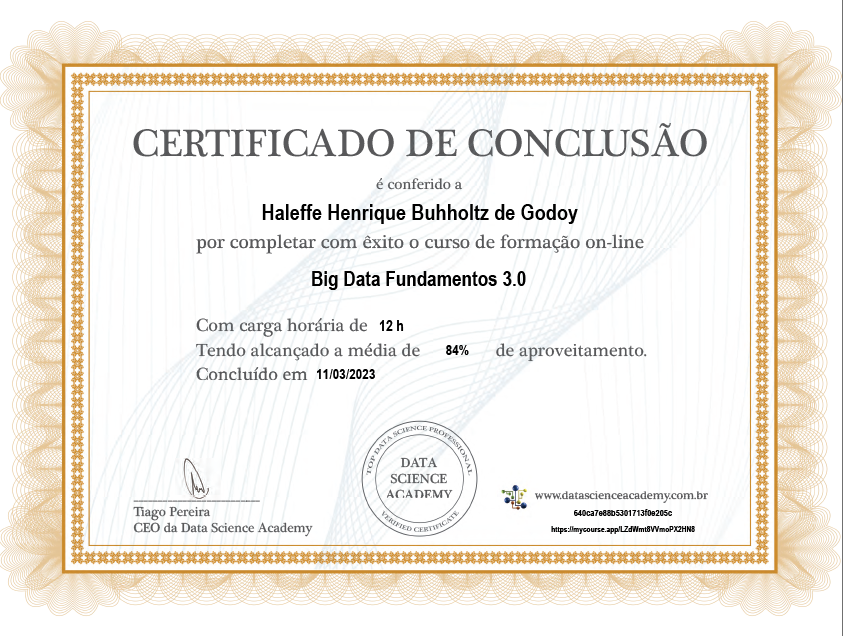 CERTIFICADO DE CONCLUSÃO
é conferido a
Haleffe Henrique Buhholtz de Godoy
por completar com êxito o curso de formação on-line
Big Data Fundamentos 3.0
Com carga horária de 12 h
Tendo alcançado a média de 84% de aproveitamento.
Concluído em 11/03/2023
TOP DATA SCIENCE PROFESSIONAL
DATA
SCIENCE
ACADEMY
VERIFIED CERTIFICATE
Tiago Pereira
CEO da Data Science Academy
www.datascienceacademy.com.br
640ca7e88b5301713f0e205c
https://mycourse.app/LZdWmt8VVmoPX2HN8